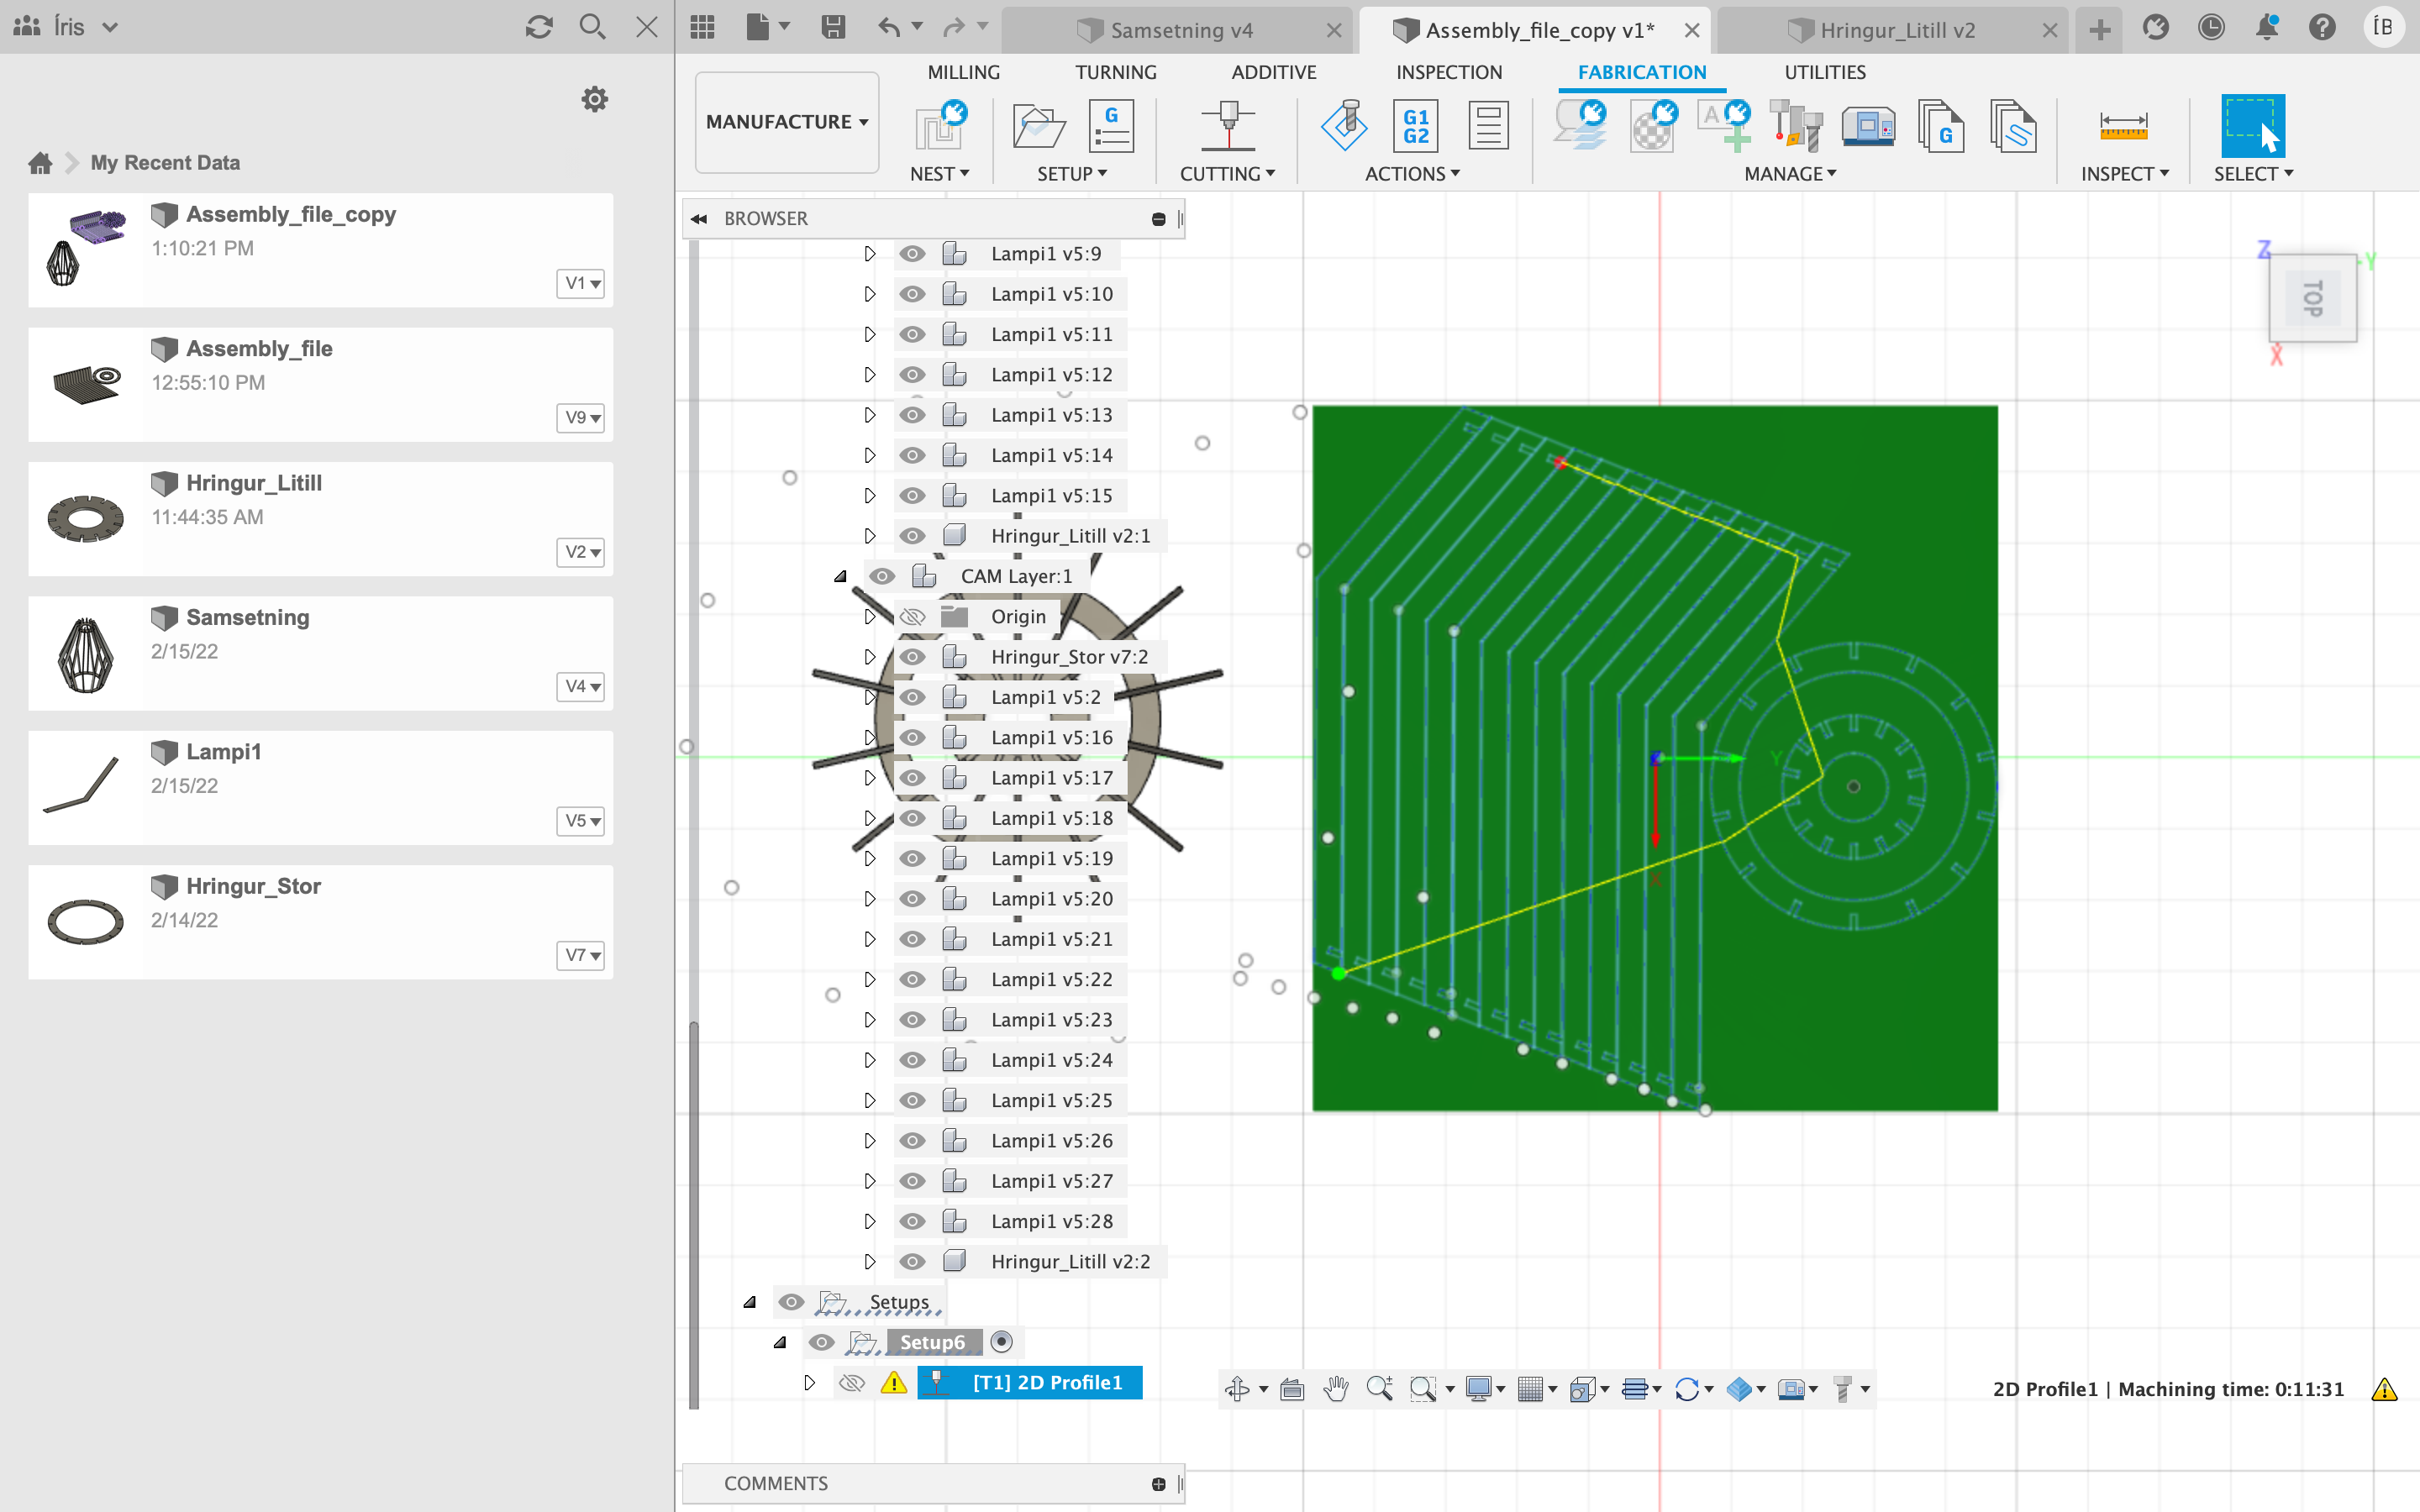 Íris
My Recent Data
Assembly_file_copy
1:10:21 PM
V1
Assembly_file
12:55:10 PM
V9
Hringur_Litill
11:44:35 AM
V2
Samsetning
2/15/22
V4
Lampi1
2/15/22
V5
Hringur_Stor
2/14/22
V7
Samsetning v4
Assembly_file_copy v1*
Hringur_Litill v2
ÍB
MANUFACTURE
MILLING
TURNING
ADDITIVE
INSPECTION
FABRICATION
UTILITIES
G
G1
G2
A
G
NEST
SETUP
CUTTING
ACTIONS
MANAGE
INSPECT
SELECT
BROWSER
Lampi1 v5:9
Lampi1 v5:10
Lampi1 v5:11
Lampi1 v5:12
Lampi1 v5:13
Lampi1 v5:14
Lampi1 v5:15
Hringur_Litill v2:1
CAM Layer:1
Origin
Hringur_Stor v7:2
Lampi1 v5:2
Lampi1 v5:16
Lampi1 v5:17
Lampi1 v5:18
Lampi1 v5:19
Lampi1 v5:20
Lampi1 v5:21
Lampi1 v5:22
Lampi1 v5:23
Lampi1 v5:24
Lampi1 v5:25
Lampi1 v5:26
Lampi1 v5:27
Lampi1 v5:28
Hringur_Litill v2:2
Setups
Setup6
[T1] 2D Profile1
Z
-Y
TOP
X
Z
Y
X
2D Profile1 | Machining time: 0:11:31
COMMENTS